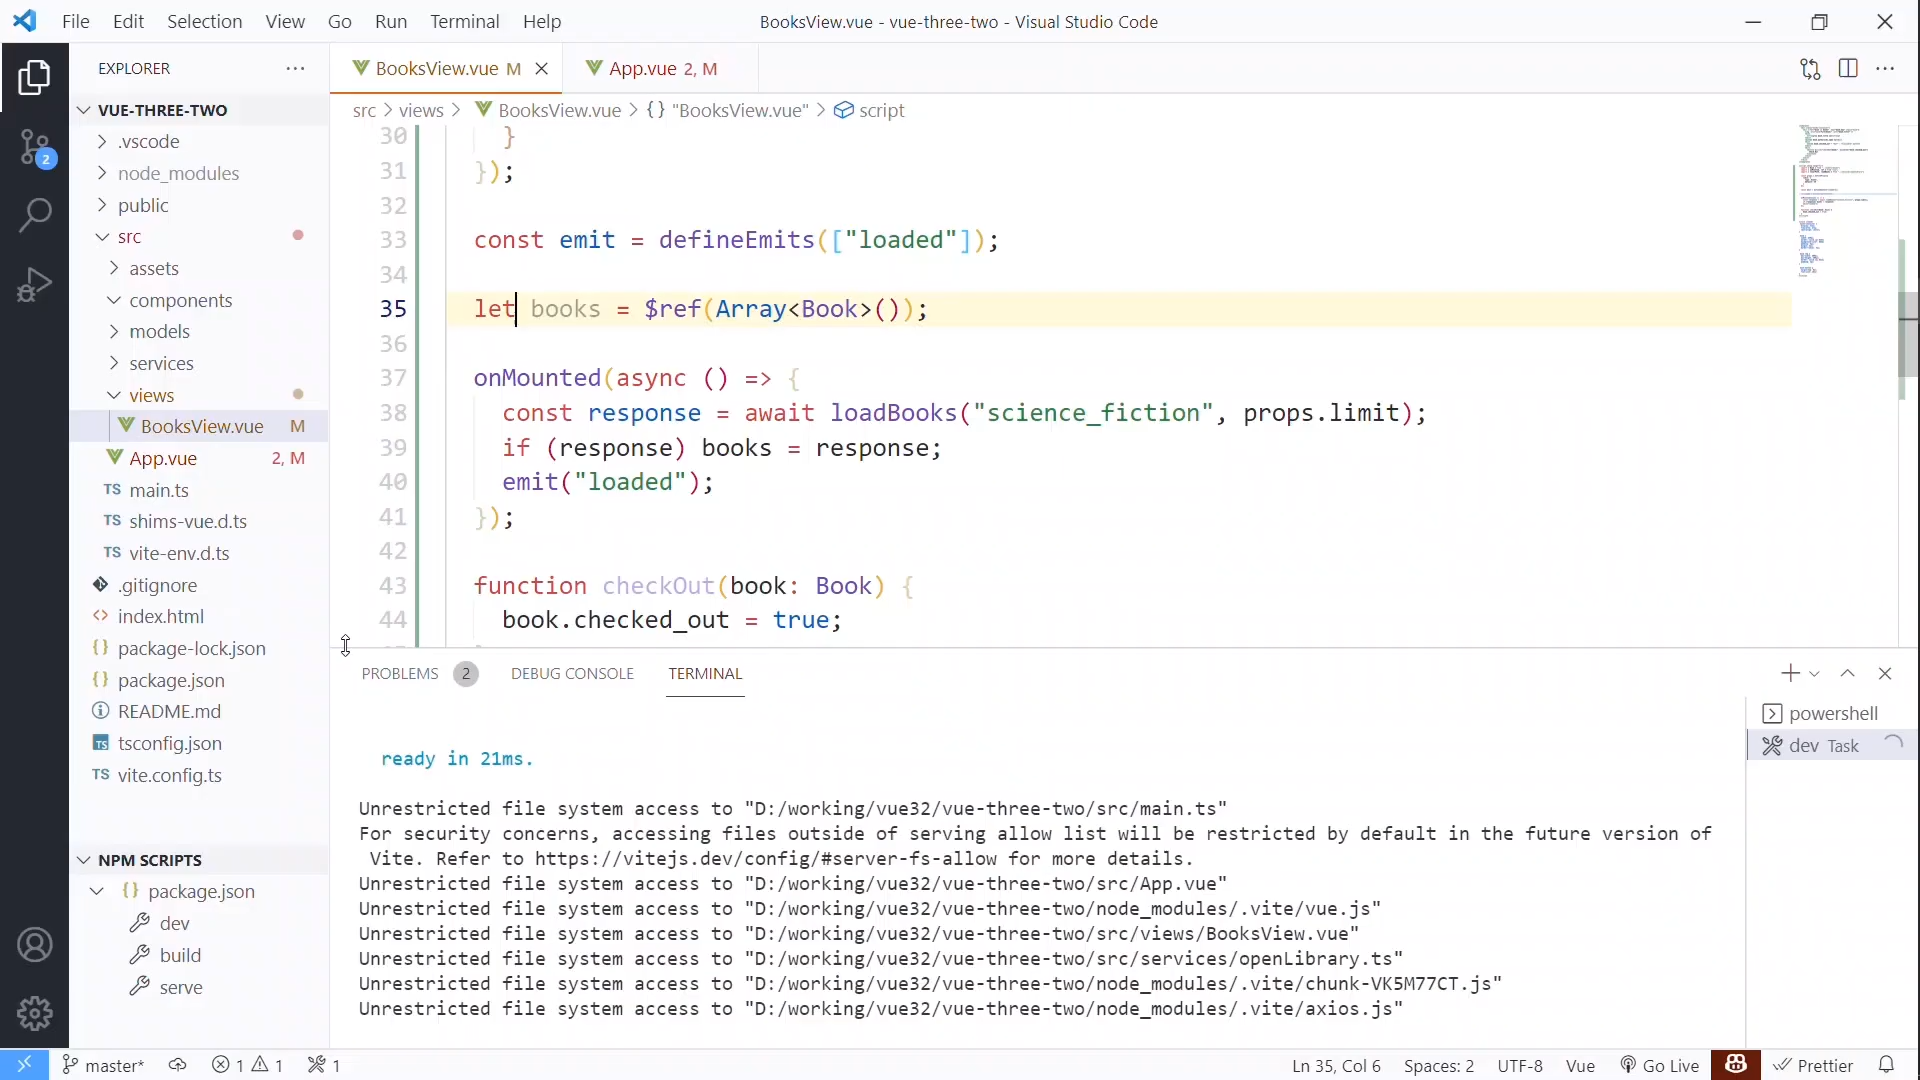 File Edit Selection View Go Run Terminal Help
BooksView.vue - vue-three-two - Visual Studio Code
EXPLORER
BooksView.vue M
App.vue 2, M
VUE-THREE-TWO
src > views > BooksView.vue > {} "BooksView.vue" > script
.vscode
node_modules
public
src
assets
components
models
services
views
BooksView.vue M
App.vue 2, M
TS main.ts
TS shims-vue.d.ts
TS vite-env.d.ts
.gitignore
<> index.html
{} package-lock.json
{} package.json
README.md
TS tsconfig.json
TS vite.config.ts
NPM SCRIPTS
{} package.json
dev
build
serve
2
30 }
31 });
32
33 const emit = defineEmits(["loaded"]);
34
35 let books = $ref(Array<Book>());
36
37 onMounted(async () => {
38 const response = await loadBooks("science_fiction", props.limit);
39 if (response) books = response;
40 emit("loaded");
41 });
42
43 function checkOut(book: Book) {
44 book.checked_out = true;
PROBLEMS 2 DEBUG CONSOLE TERMINAL
powershell
dev Task
ready in 21ms.
Unrestricted file system access to "D:/working/vue32/vue-three-two/src/main.ts"
For security concerns, accessing files outside of serving allow list will be restricted by default in the future version of
Vite. Refer to https://vitejs.dev/config/#server-fs-allow for more details.
Unrestricted file system access to "D:/working/vue32/vue-three-two/src/App.vue"
Unrestricted file system access to "D:/working/vue32/vue-three-two/node_modules/.vite/vue.js"
Unrestricted file system access to "D:/working/vue32/vue-three-two/src/views/BooksView.vue"
Unrestricted file system access to "D:/working/vue32/vue-three-two/src/services/openLibrary.ts"
Unrestricted file system access to "D:/working/vue32/vue-three-two/node_modules/.vite/chunk-VK5M77CT.js"
Unrestricted file system access to "D:/working/vue32/vue-three-two/node_modules/.vite/axios.js"
master* 1 1 1 Ln 35, Col 6 Spaces: 2 UTF-8 Vue Go Live Prettier